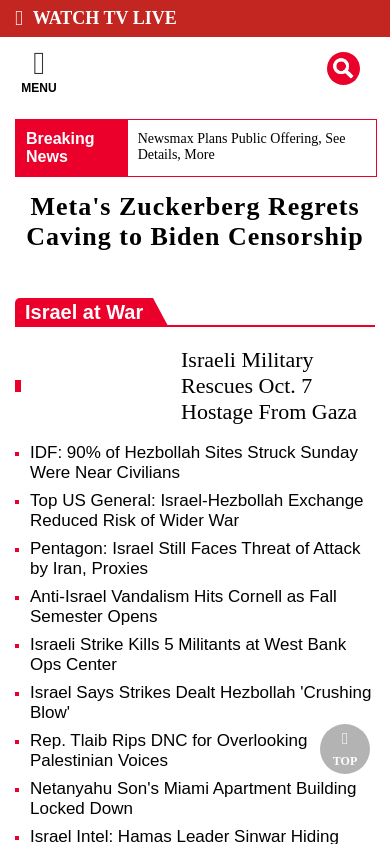 WATCH TV LIVE
MENU
Breaking
News
Newsmax Plans Public Offering, See
Details, More
Meta's Zuckerberg Regrets
Caving to Biden Censorship
Israel at War
Israeli Military
Rescues Oct. 7
Hostage From Gaza
IDF: 90% of Hezbollah Sites Struck Sunday
Were Near Civilians
Top US General: Israel-Hezbollah Exchange
Reduced Risk of Wider War
Pentagon: Israel Still Faces Threat of Attack
by Iran, Proxies
Anti-Israel Vandalism Hits Cornell as Fall
Semester Opens
Israeli Strike Kills 5 Militants at West Bank
Ops Center
Israel Says Strikes Dealt Hezbollah 'Crushing
Blow'
Rep. Tlaib Rips DNC for Overlooking
Palestinian Voices
TOP
Netanyahu Son's Miami Apartment Building
Locked Down
Israel Intel: Hamas Leader Sinwar Hiding